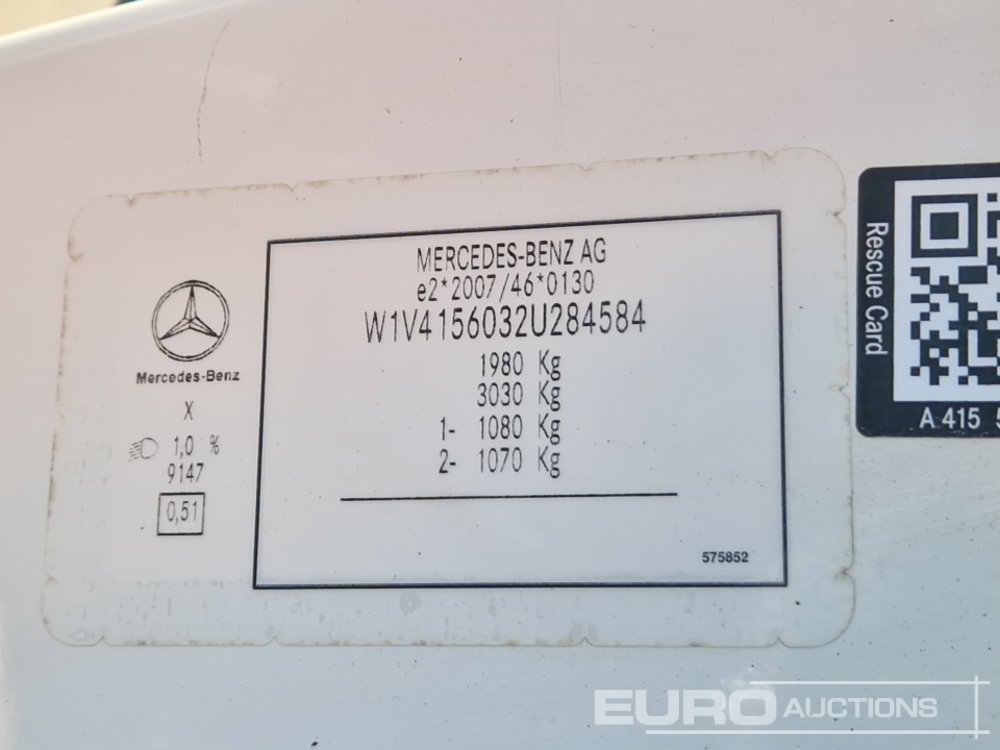 Mercedes-Benz
X
1,0 %
9147
0,51
MERCEDES-BENZ AG
e2*2007/46*0130
W1V4156032U284584
1980 Kg
3030 Kg
1- 1080 Kg
2- 1070 Kg
575852
Rescue Card
A 415 5
EURO AUCTIONS